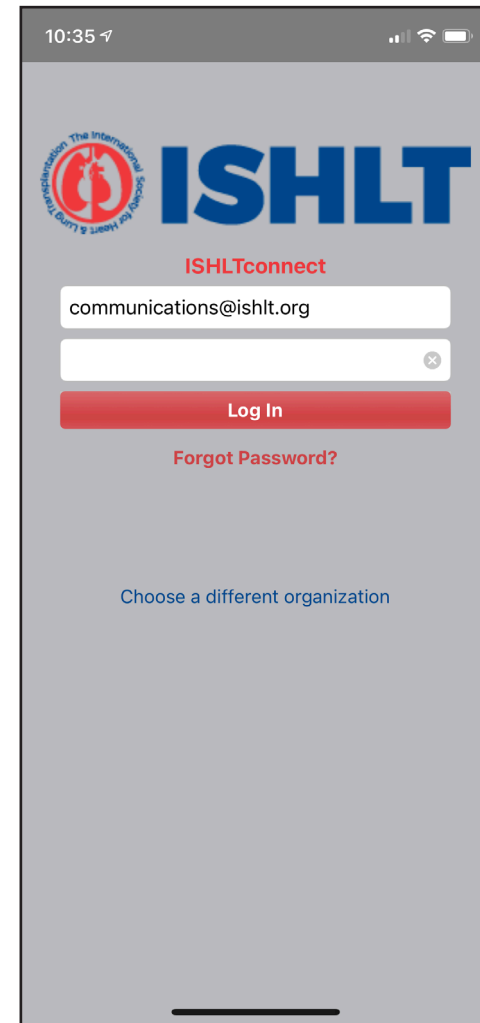 10:35
The International Society for Heart & Lung Transplantation
ISHLT
ISHLTconnect
communications@ishlt.org
Log In
Forgot Password?
Choose a different organization